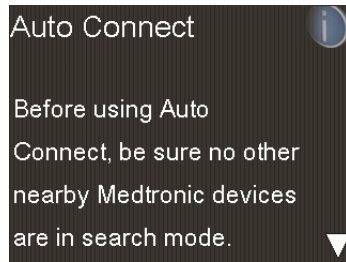 Auto Connect
i
Before using Auto
Connect, be sure no other
nearby Medtronic devices
are in search mode.